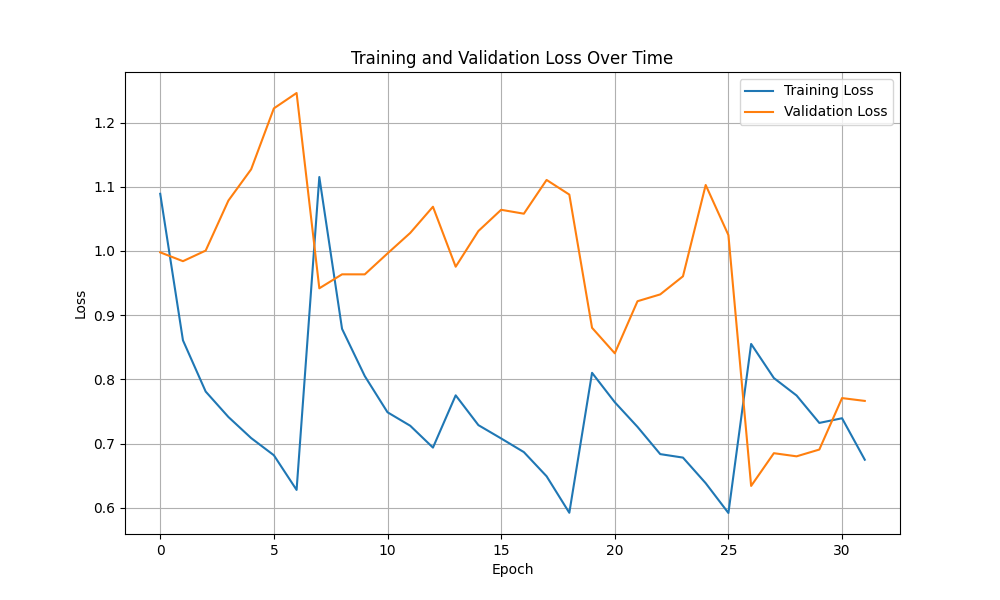 Training and Validation Loss Over Time
Training Loss
Validation Loss
1.2
1.1
1.0
0.9
0.8
0.7
0.6
Loss
0 5 10 15 20 25 30
Epoch